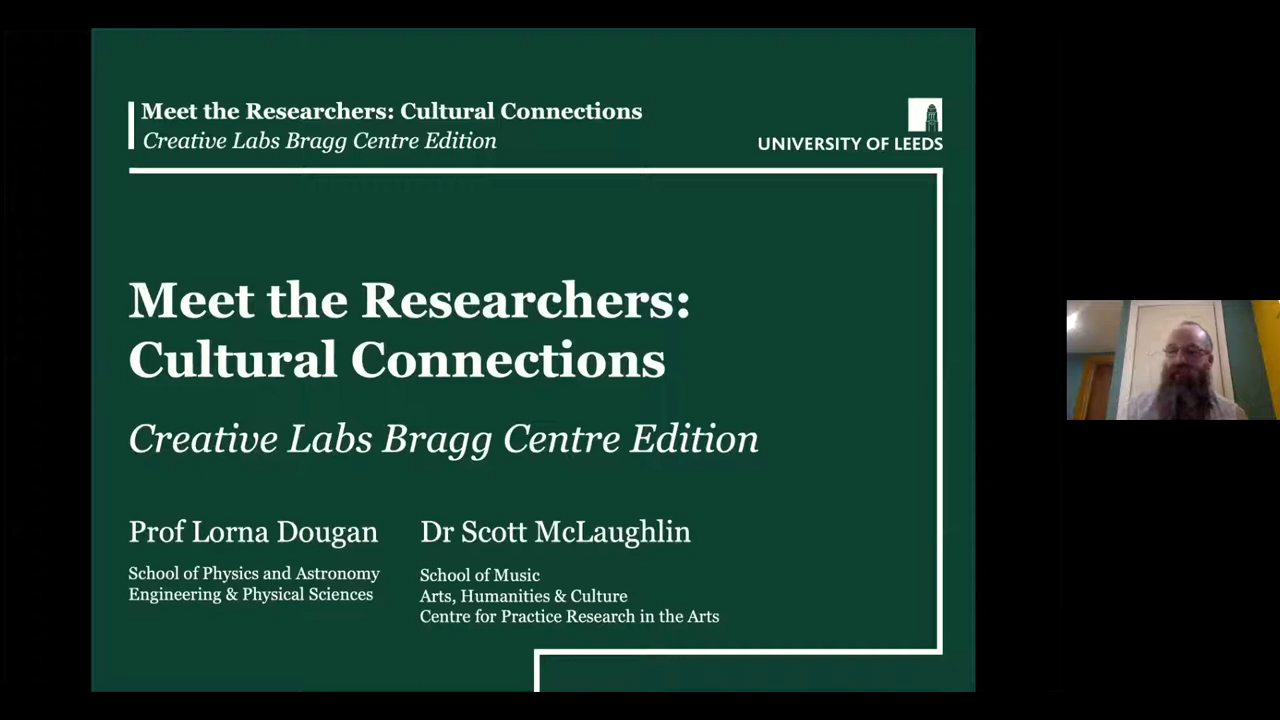 Meet the Researchers: Cultural Connections
Creative Labs Bragg Centre Edition
UNIVERSITY OF LEEDS
Meet the Researchers:
Cultural Connections
Creative Labs Bragg Centre Edition
Prof Lorna Dougan
School of Physics and Astronomy
Engineering & Physical Sciences
Dr Scott McLaughlin
School of Music
Arts, Humanities & Culture
Centre for Practice Research in the Arts